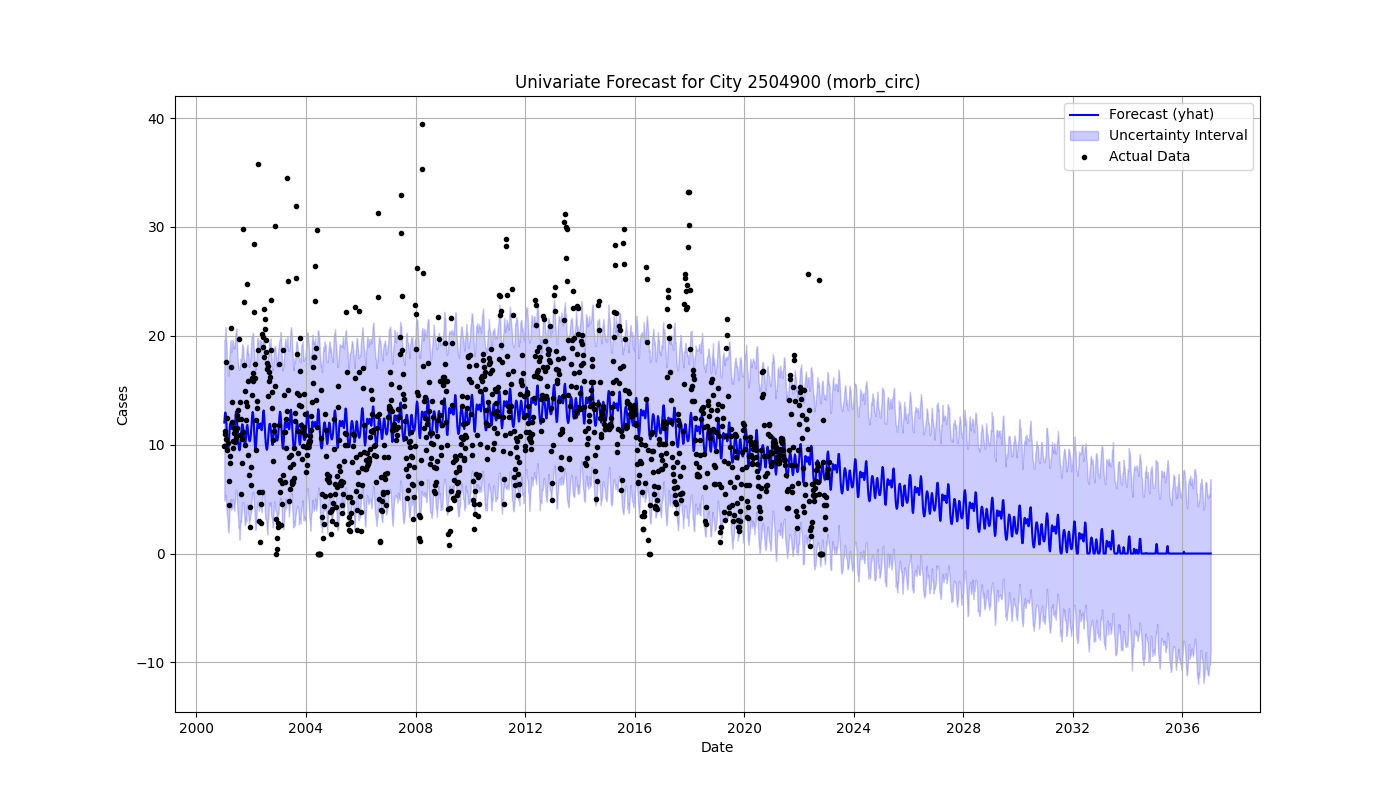 Univariate Forecast for City 2504900 (morb_circ)
Forecast (yhat)
Uncertainty Interval
Actual Data
Cases
40
30
20
10
0
−10
2000 2004 2008 2012 2016 2020 2024 2028 2032 2036
Date